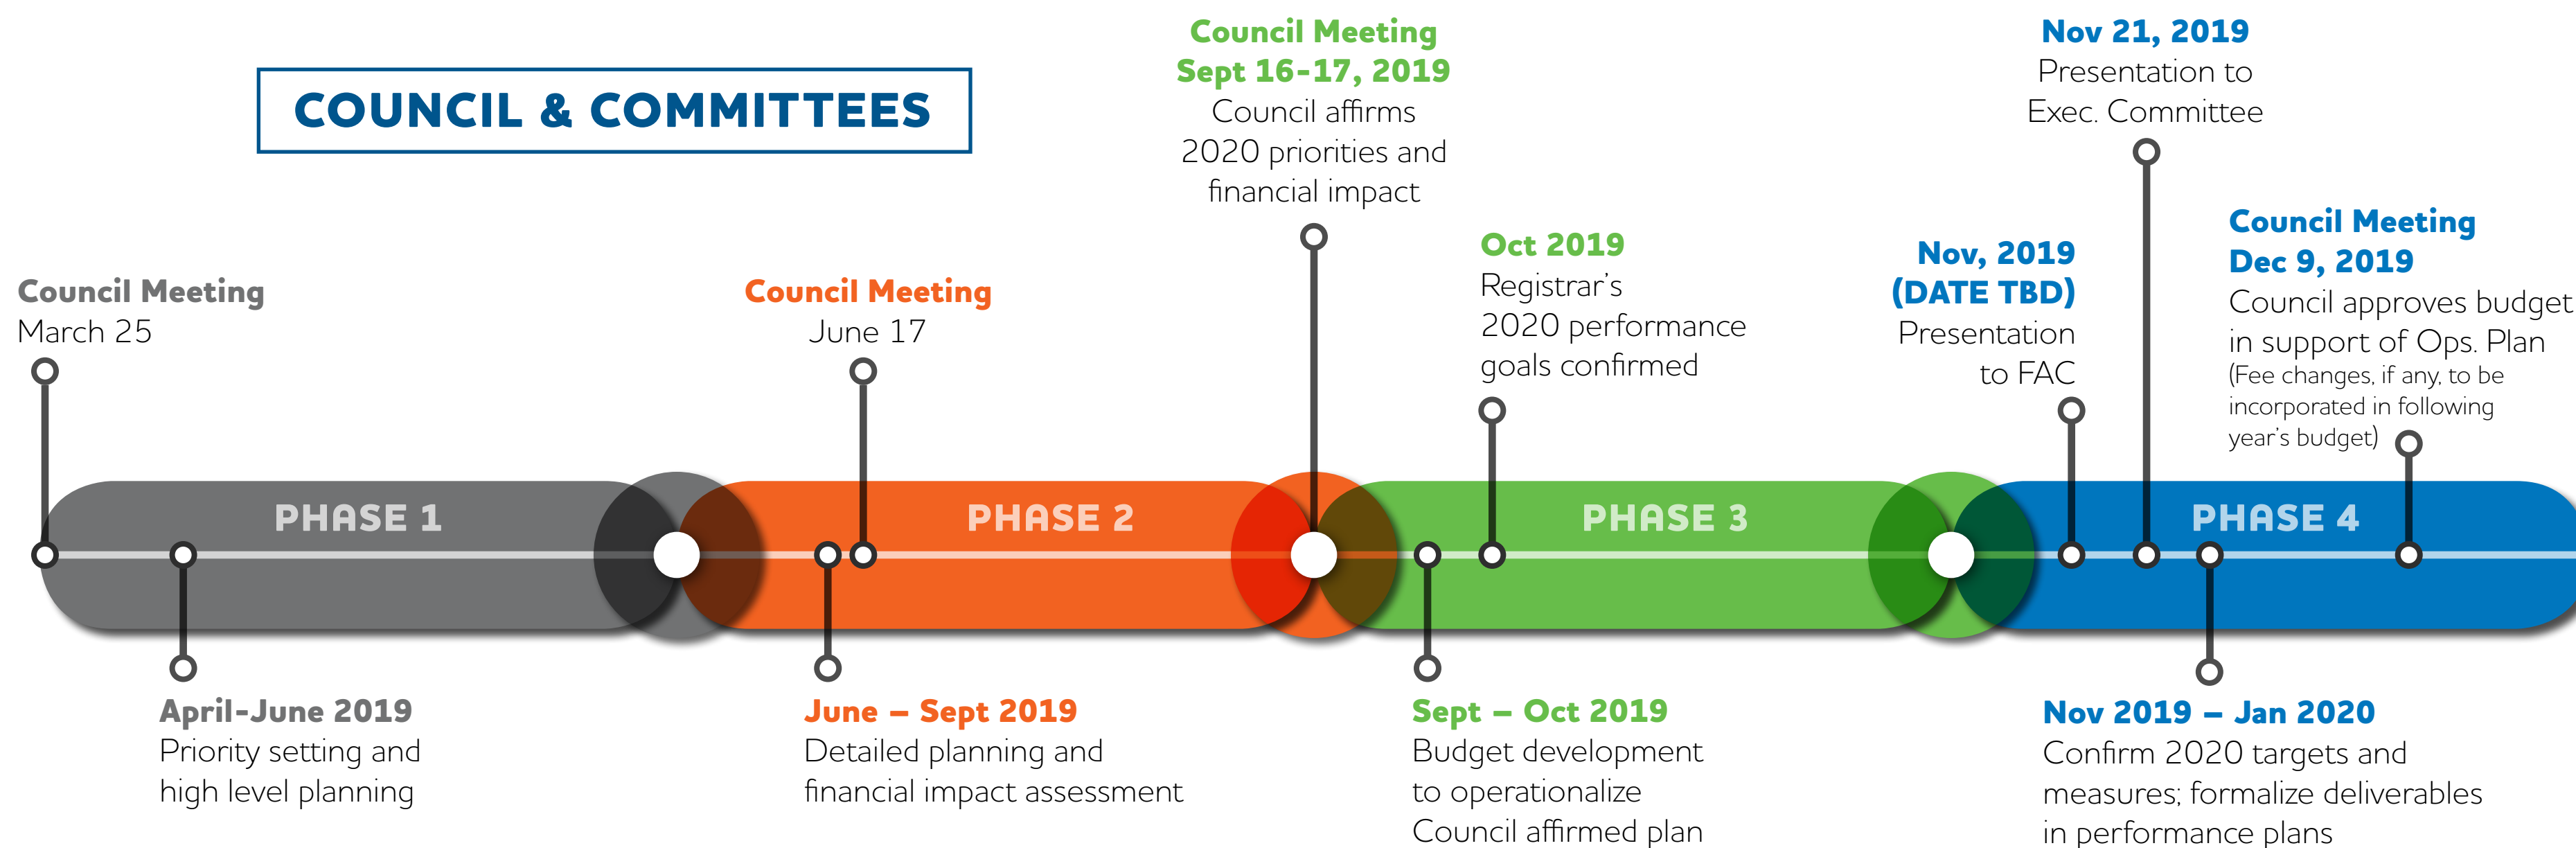 COUNCIL & COMMITTEES
Council Meeting
March 25
Council Meeting
June 17
Council Meeting
Sept 16-17, 2019
Council affirms
2020 priorities and
financial impact
Oct 2019
Registrar's
2020 performance
goals confirmed
Nov, 2019
(DATE TBD)
Presentation
to FAC
Nov 21, 2019
Presentation to
Exec. Committee
Council Meeting
Dec 9, 2019
Council approves budget
in support of Ops. Plan
(Fee changes, if any, to be
incorporated in following
year's budget)
PHASE 1
PHASE 2
PHASE 3
PHASE 4
April-June 2019
Priority setting and
high level planning
June – Sept 2019
Detailed planning and
financial impact assessment
Sept – Oct 2019
Budget development
to operationalize
Council affirmed plan
Nov 2019 – Jan 2020
Confirm 2020 targets and
measures; formalize deliverables
in performance plans